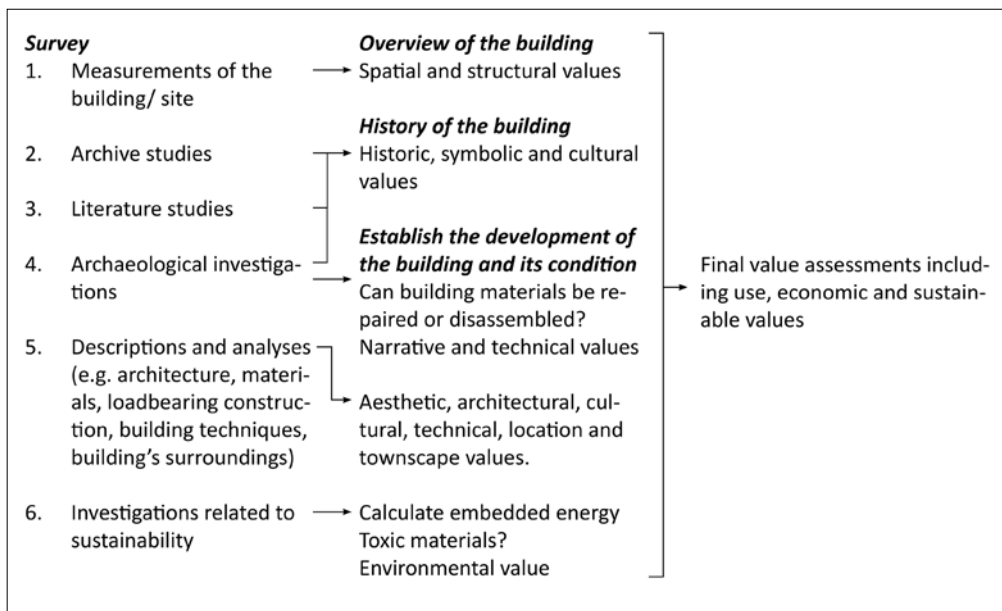 Survey
1. Measurements of the
building/ site
2. Archive studies
3. Literature studies
4. Archaeological investiga-
tions
5. Descriptions and analyses
(e.g. architecture, materi-
als, loadbearing construc-
tion, building techniques,
building's surroundings)
6. Investigations related to
sustainability
Overview of the building
Spatial and structural values
History of the building
Historic, symbolic and cultural
values
Establish the development of
the building and its condition
Can building materials be re-
paired or disassembled?
Narrative and technical values
Aesthetic, architectural, cul-
tural, technical, location and
townscape values.
Calculate embedded energy
Toxic materials?
Environmental value
Final value assessments includ-
ing use, economic and sustain-
able values